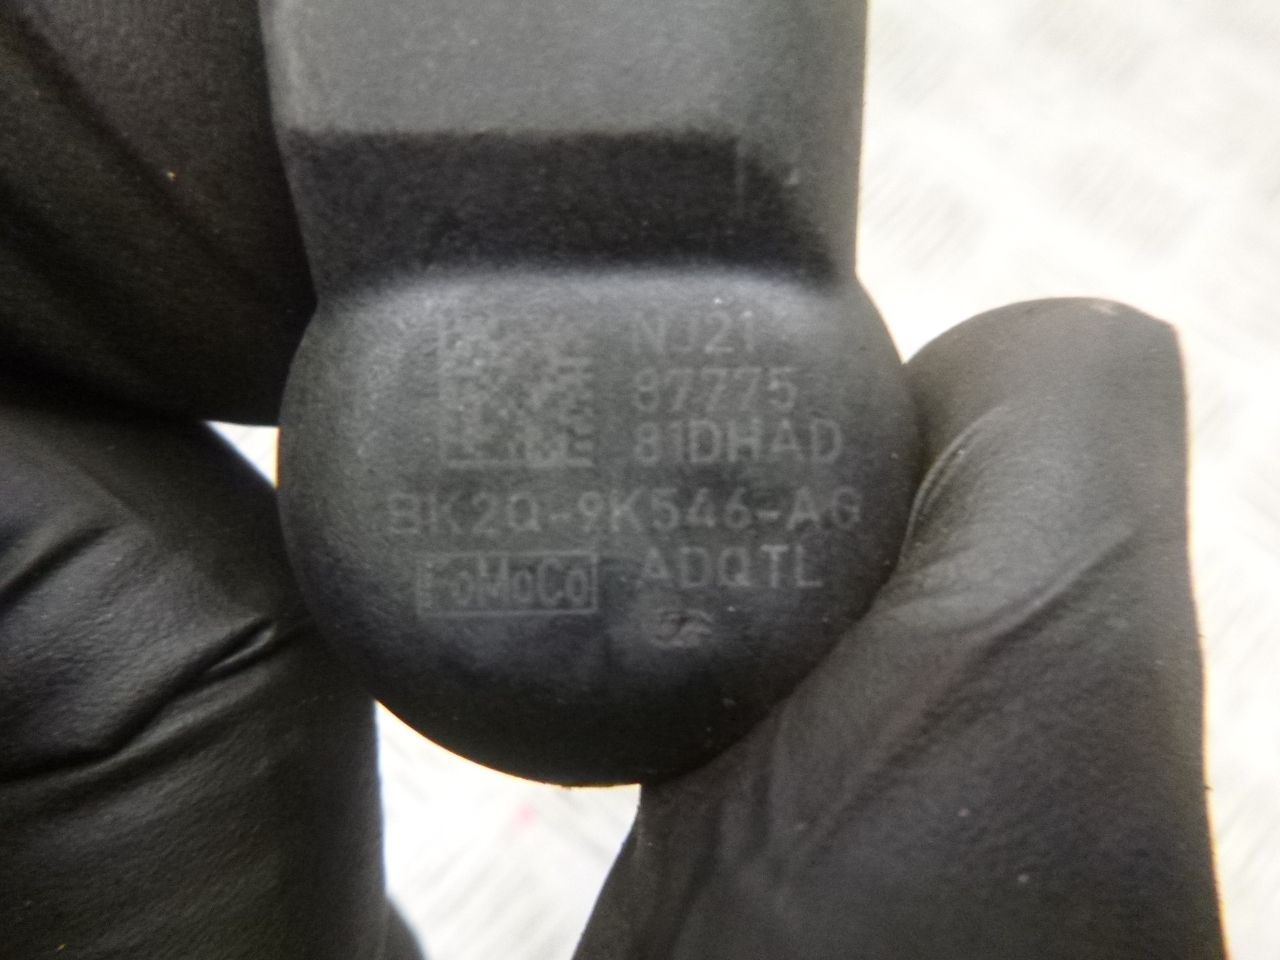 NJ21
87775
81DHAD
BK2Q-9K546-AG
FoMoCo ADQTL